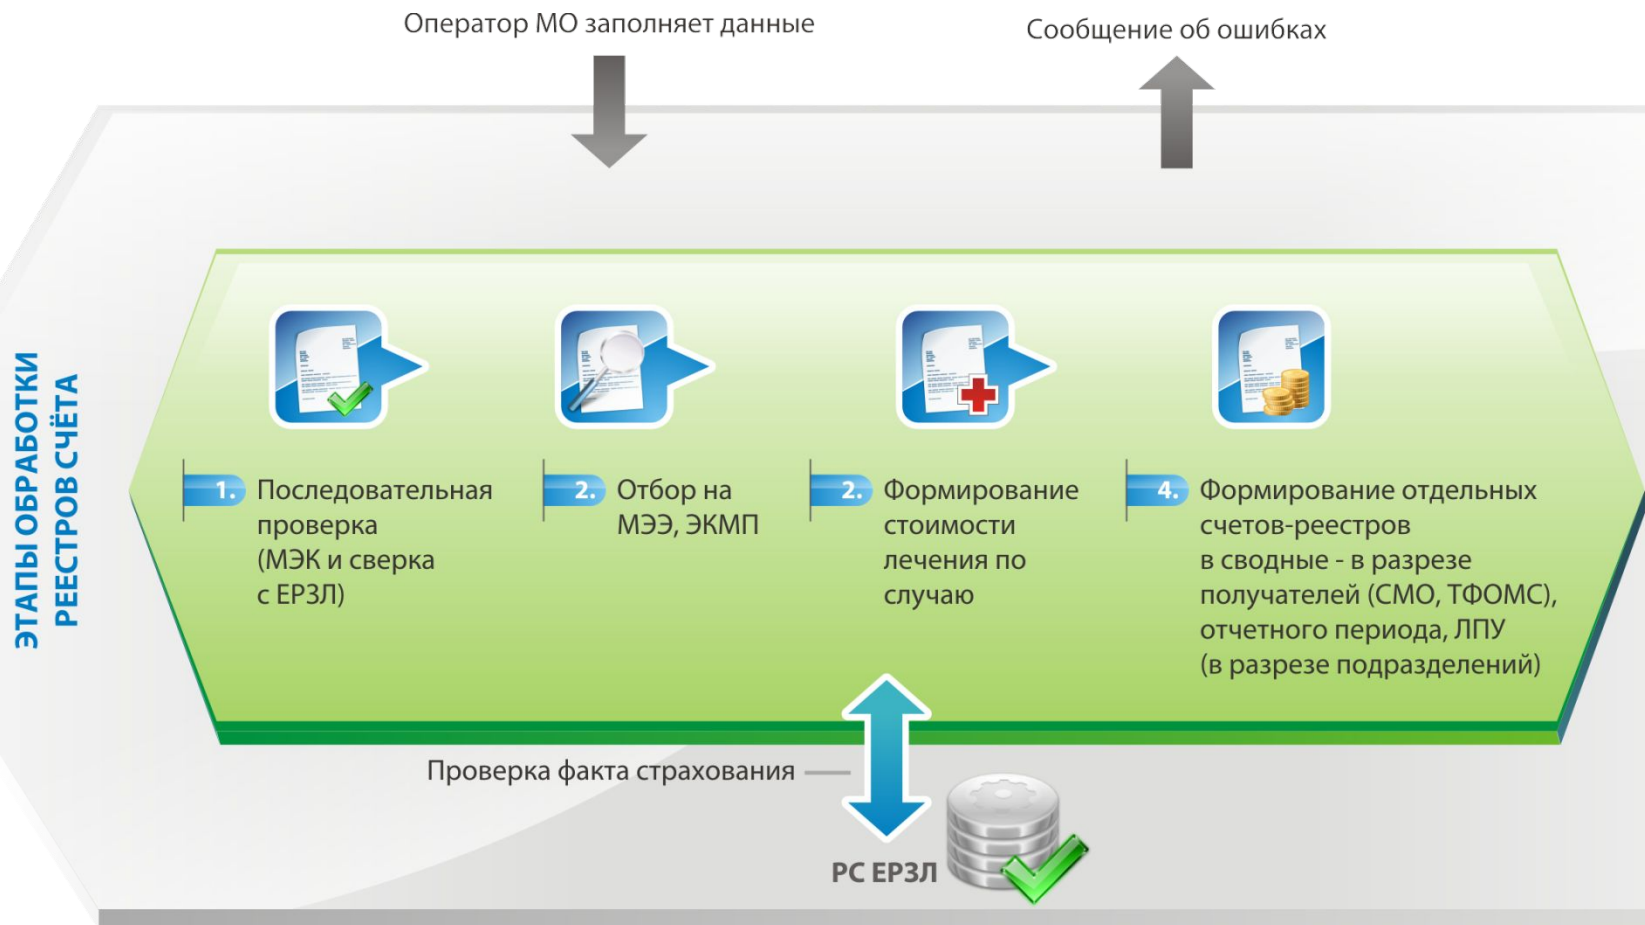 Оператор МО заполняет данные
Сообщение об ошибках
ЭТАПЫ ОБРАБОТКИ
РЕЕСТРОВ СЧЁТА
1. Последовательная
проверка
(МЭК и сверка
с ЕРЗЛ)
2. Отбор на
МЭЭ, ЭКМП
2. Формирование
стоимости
лечения по
случаю
4. Формирование отдельных
счетов-реестров
в сводные - в разрезе
получателей (СМО, ТФОМС),
отчетного периода, ЛПУ
(в разрезе подразделений)
Проверка факта страхования
РС ЕРЗЛ